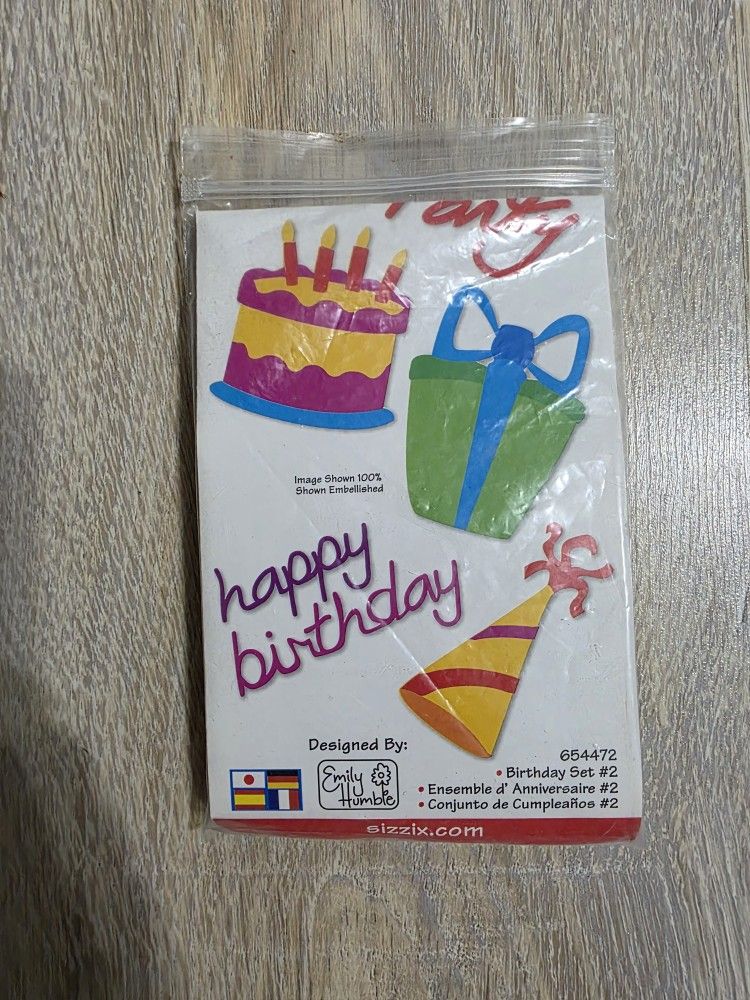 Party
Image Shown 100%
Shown Embellished
happy
birthday
Designed By:
Emily
Humble
654472
• Birthday Set #2
• Ensemble d' Anniversaire #2
• Conjunto de Cumpleaños #2
sizzix.com